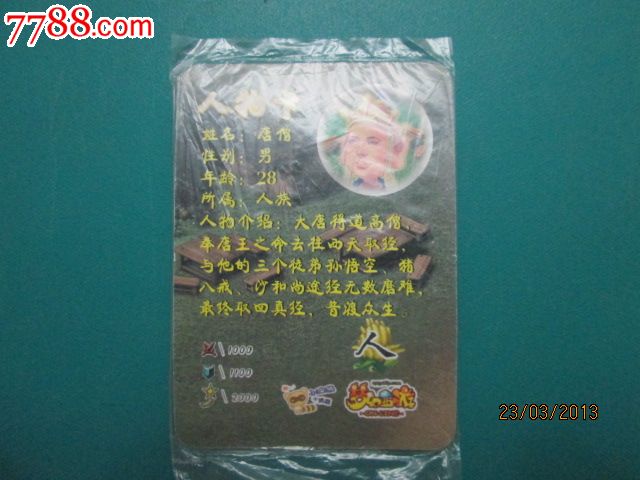 7788.com
人物卡
姓名：唐僧
性别：男
年龄：28
所属：人族
人物介绍：大唐得道高僧，
奉唐王之命去往西天取经，
与他的三个徒弟孙悟空、猪
八戒、沙和尚途经无数磨难，
最终取回真经，普渡众生。
1000
1100
2000
人
梦幻西游
23/03/2013